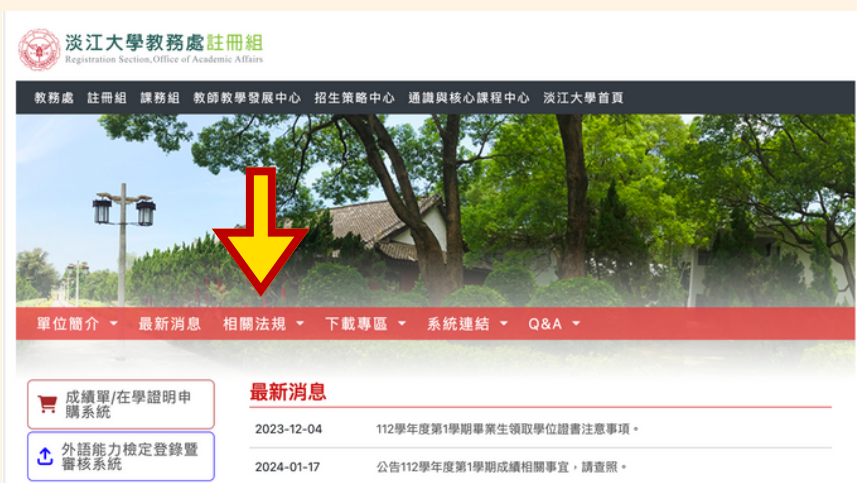 淡江大學教務處註冊組
Registration Section, Office of Academic Affairs
教務處 註冊組 課務組 教師教學發展中心 招生策略中心 通識與核心課程中心 淡江大學首頁
單位簡介 最新消息 相關法規 下載專區 系統連結 Q&A
成績單/在學證明申
購系統
外語能力檢定登錄暨
審核系統
最新消息
2023-12-04 112學年度第1學期畢業生領取學位證書注意事項。
2024-01-17 公告112學年度第1學期成績相關事宜，請查照。